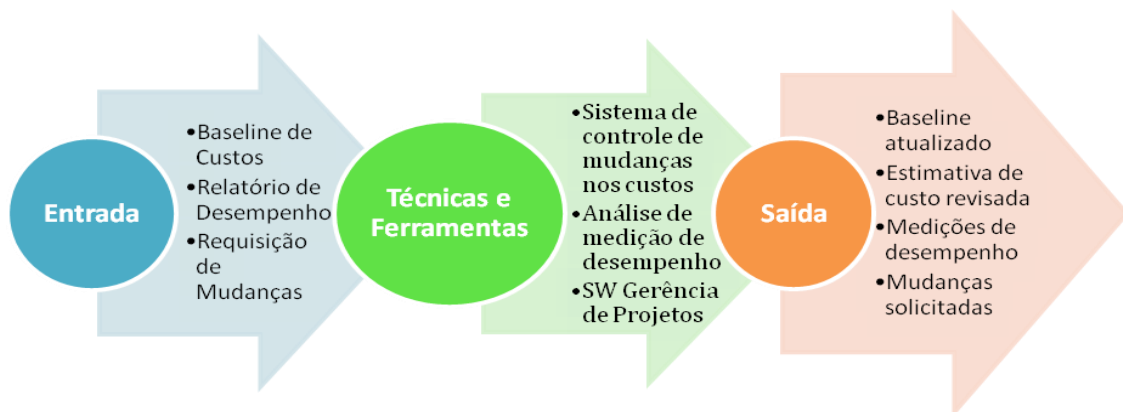 Entrada
•Baseline de
Custos
•Relatório de
Desempenho
•Requisição
de
Mudanças
Técnicas e
Ferramentas
•Sistema de
controle de
mudanças
nos custos
•Análise de
medição de
desempenho
•SW Gerência
de Projetos
Saída
•Baseline
atualizado
•Estimativa de
custo revisada
•Medições de
desempenho
•Mudanças
solicitadas